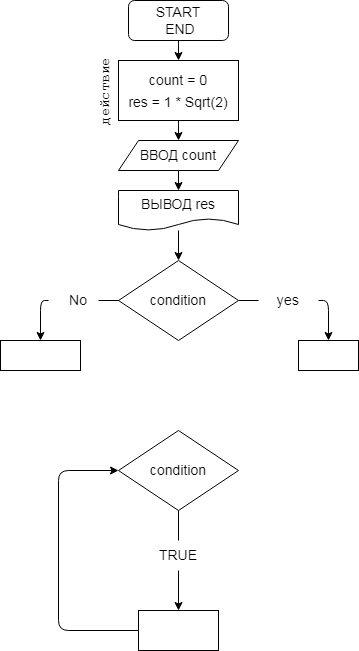 START
END
действие
count = 0
res = 1 * Sqrt(2)
ВВОД count
ВЫВОД res
condition
No
yes
condition
TRUE